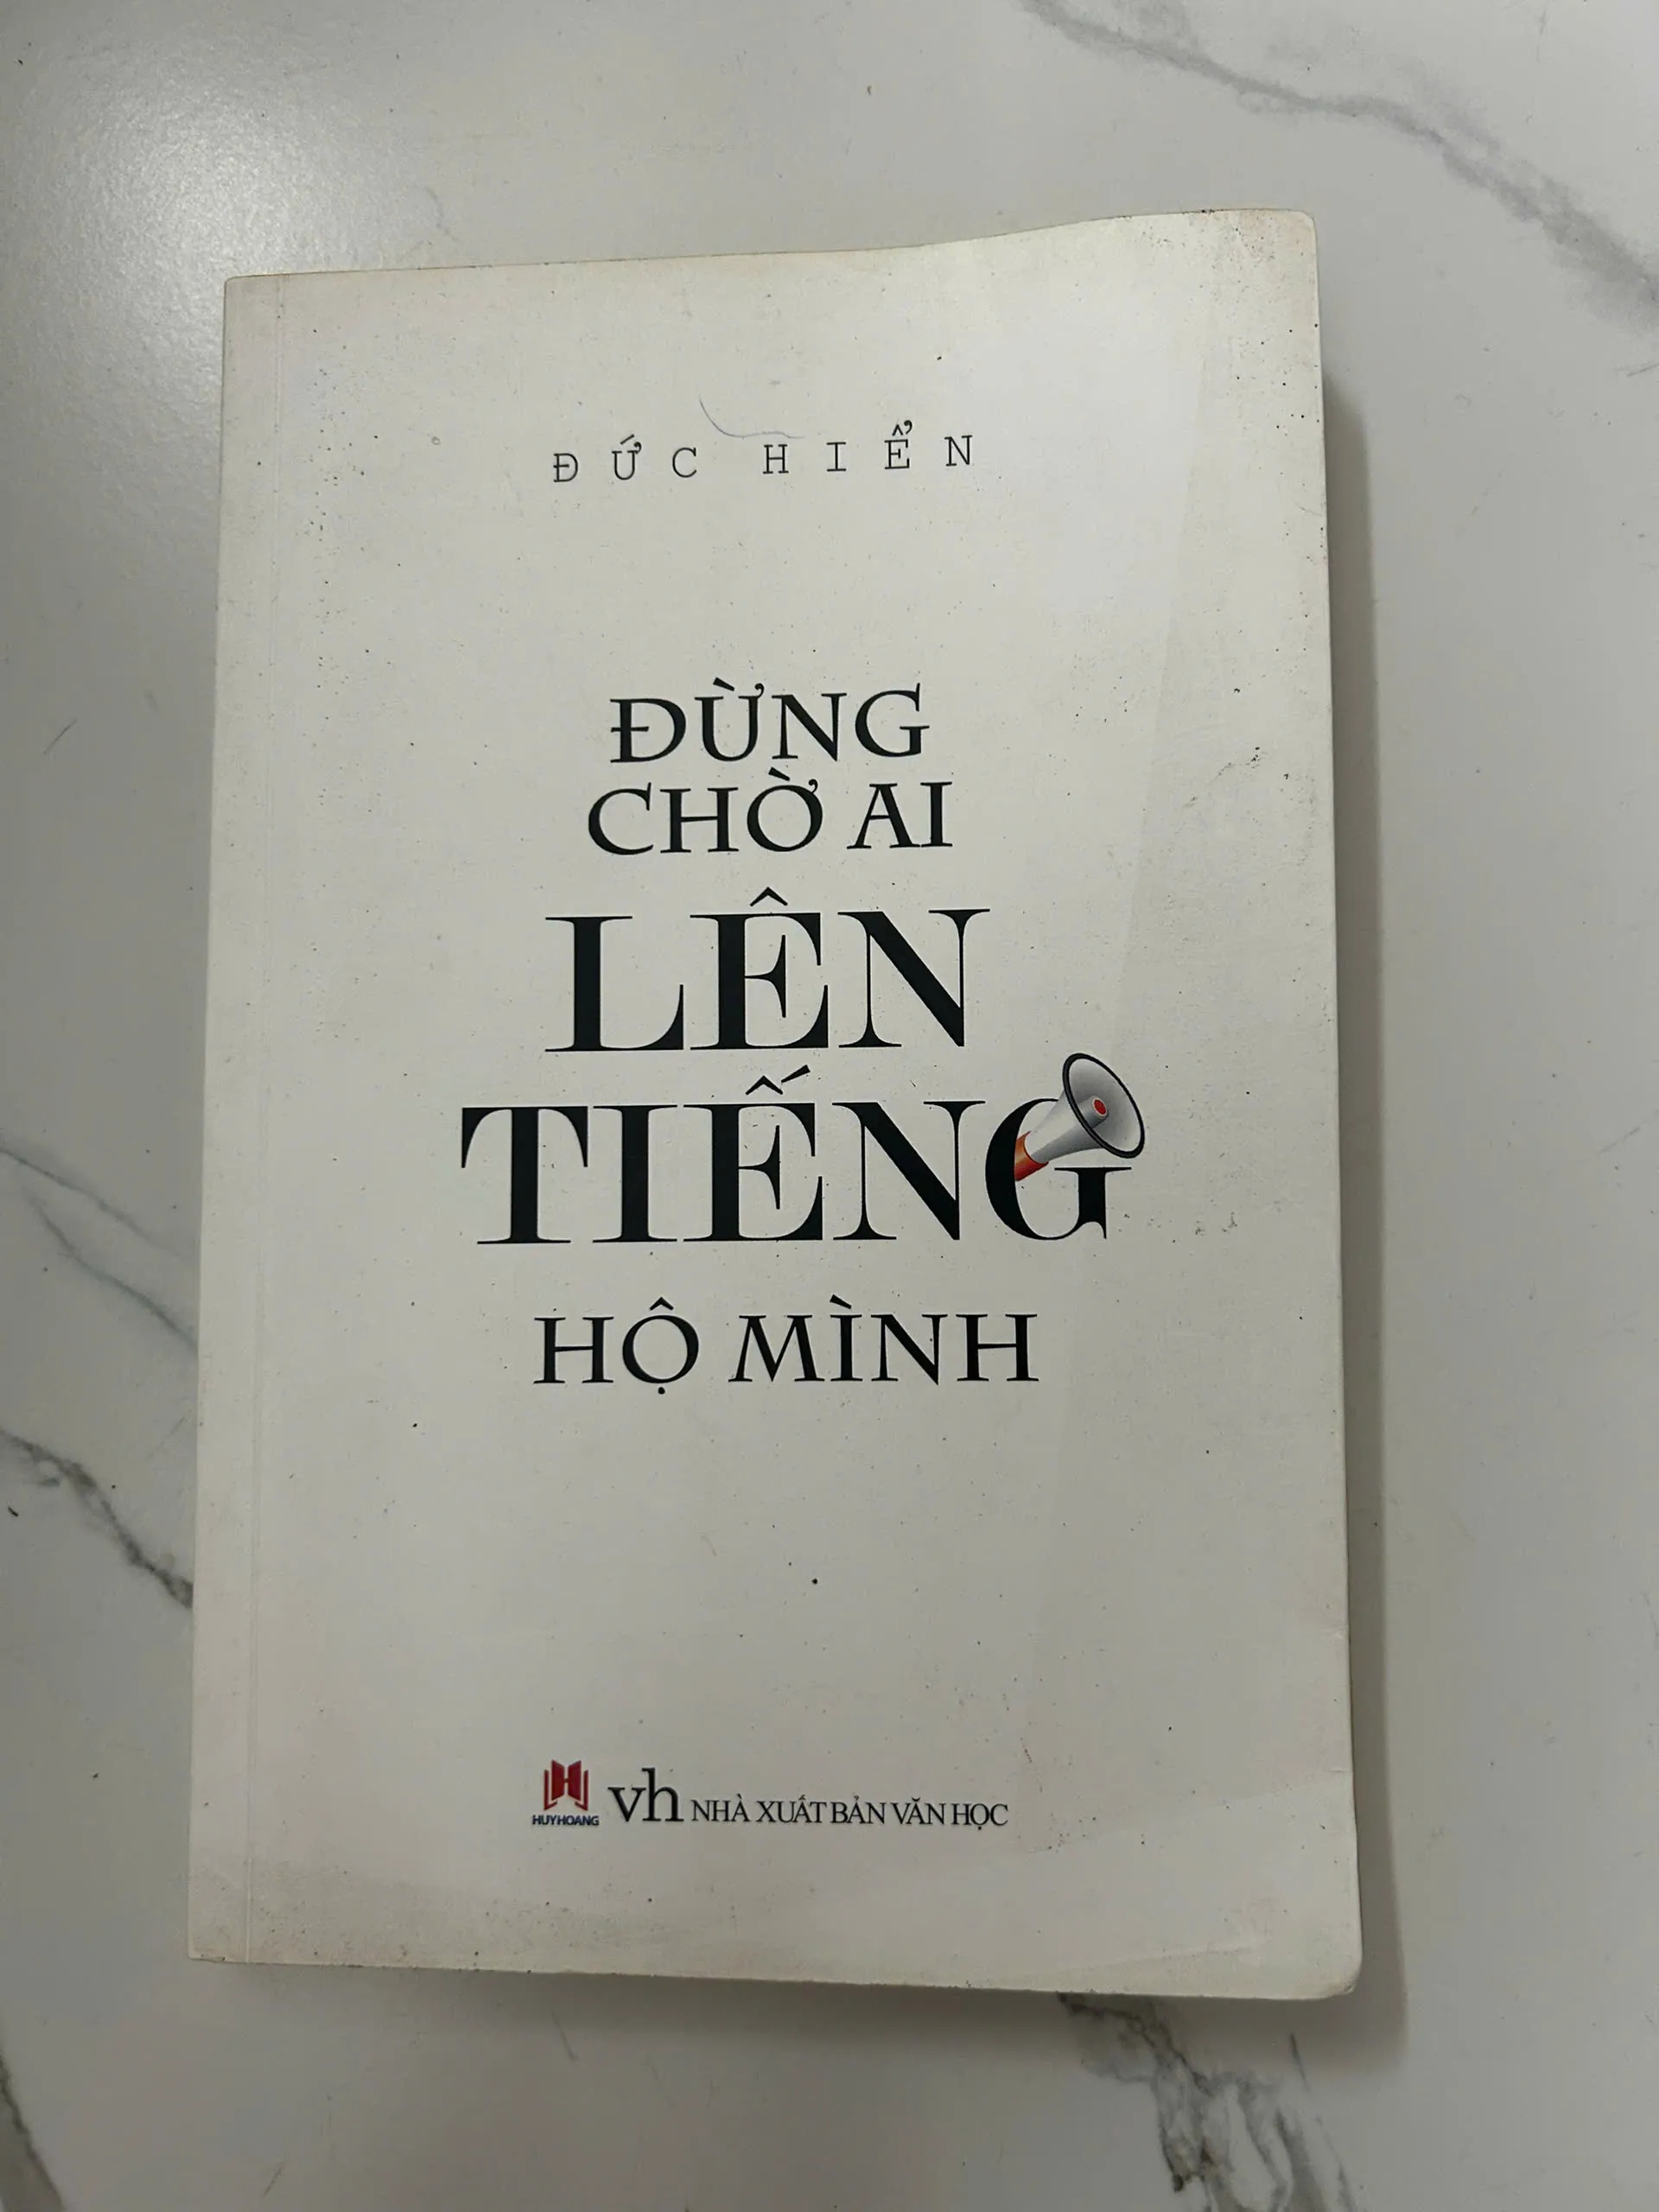 ĐỨC HIỂN
ĐỪNG
CHỜ AI
LÊN
TIẾNG
HỘ MÌNH
HUYHOANG vh NHÀ XUẤT BẢN VĂN HỌC